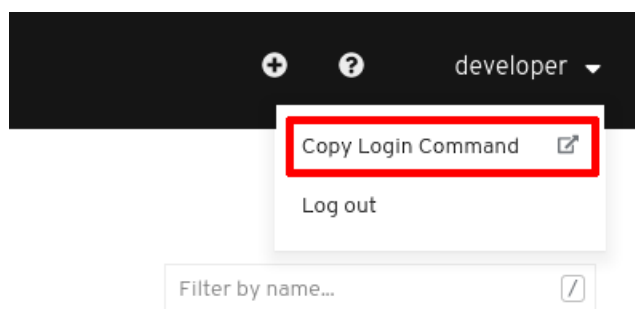 developer
Copy Login Command
Log out
Filter by name...
/